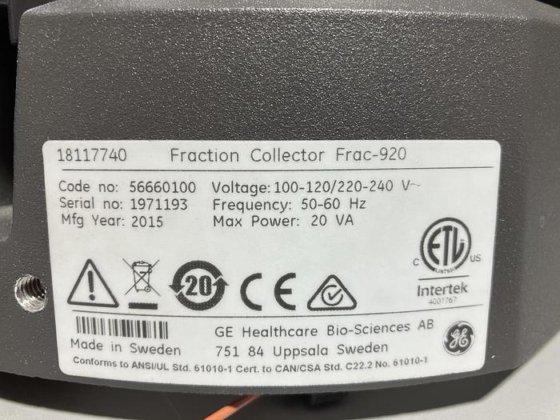 18117740 Fraction Collector Frac-920
Code no: 56660100 Voltage: 100-120/220-240 V~
Serial no: 1971193 Frequency: 50-60 Hz
Mfg Year: 2015 Max Power: 20 VA
ETL
C US
LISTED
Intertek
4001767
20
CE
GE Healthcare Bio-Sciences AB
Made in Sweden 751 84 Uppsala Sweden
GE
Conforms to ANSI/UL Std. 61010-1 Cert. to CAN/CSA Std. C22.2 No. 61010-1